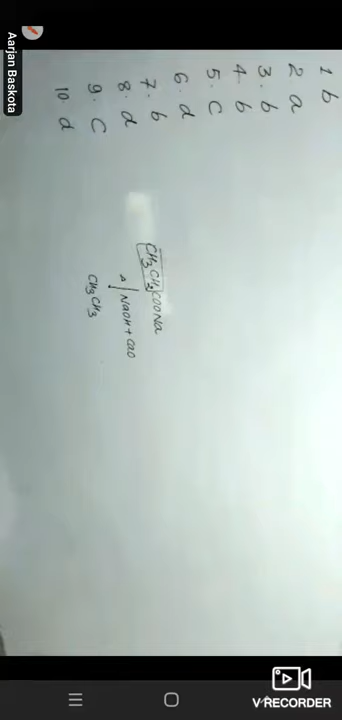 1 b
2 a
3. b
4. b
5. C
6. d
7. b
8. d
9. C
10. d
CH3CH2COONa
Δ NaOH + CaO
CH3CH3
Aarjan Baskota
V RECORDER